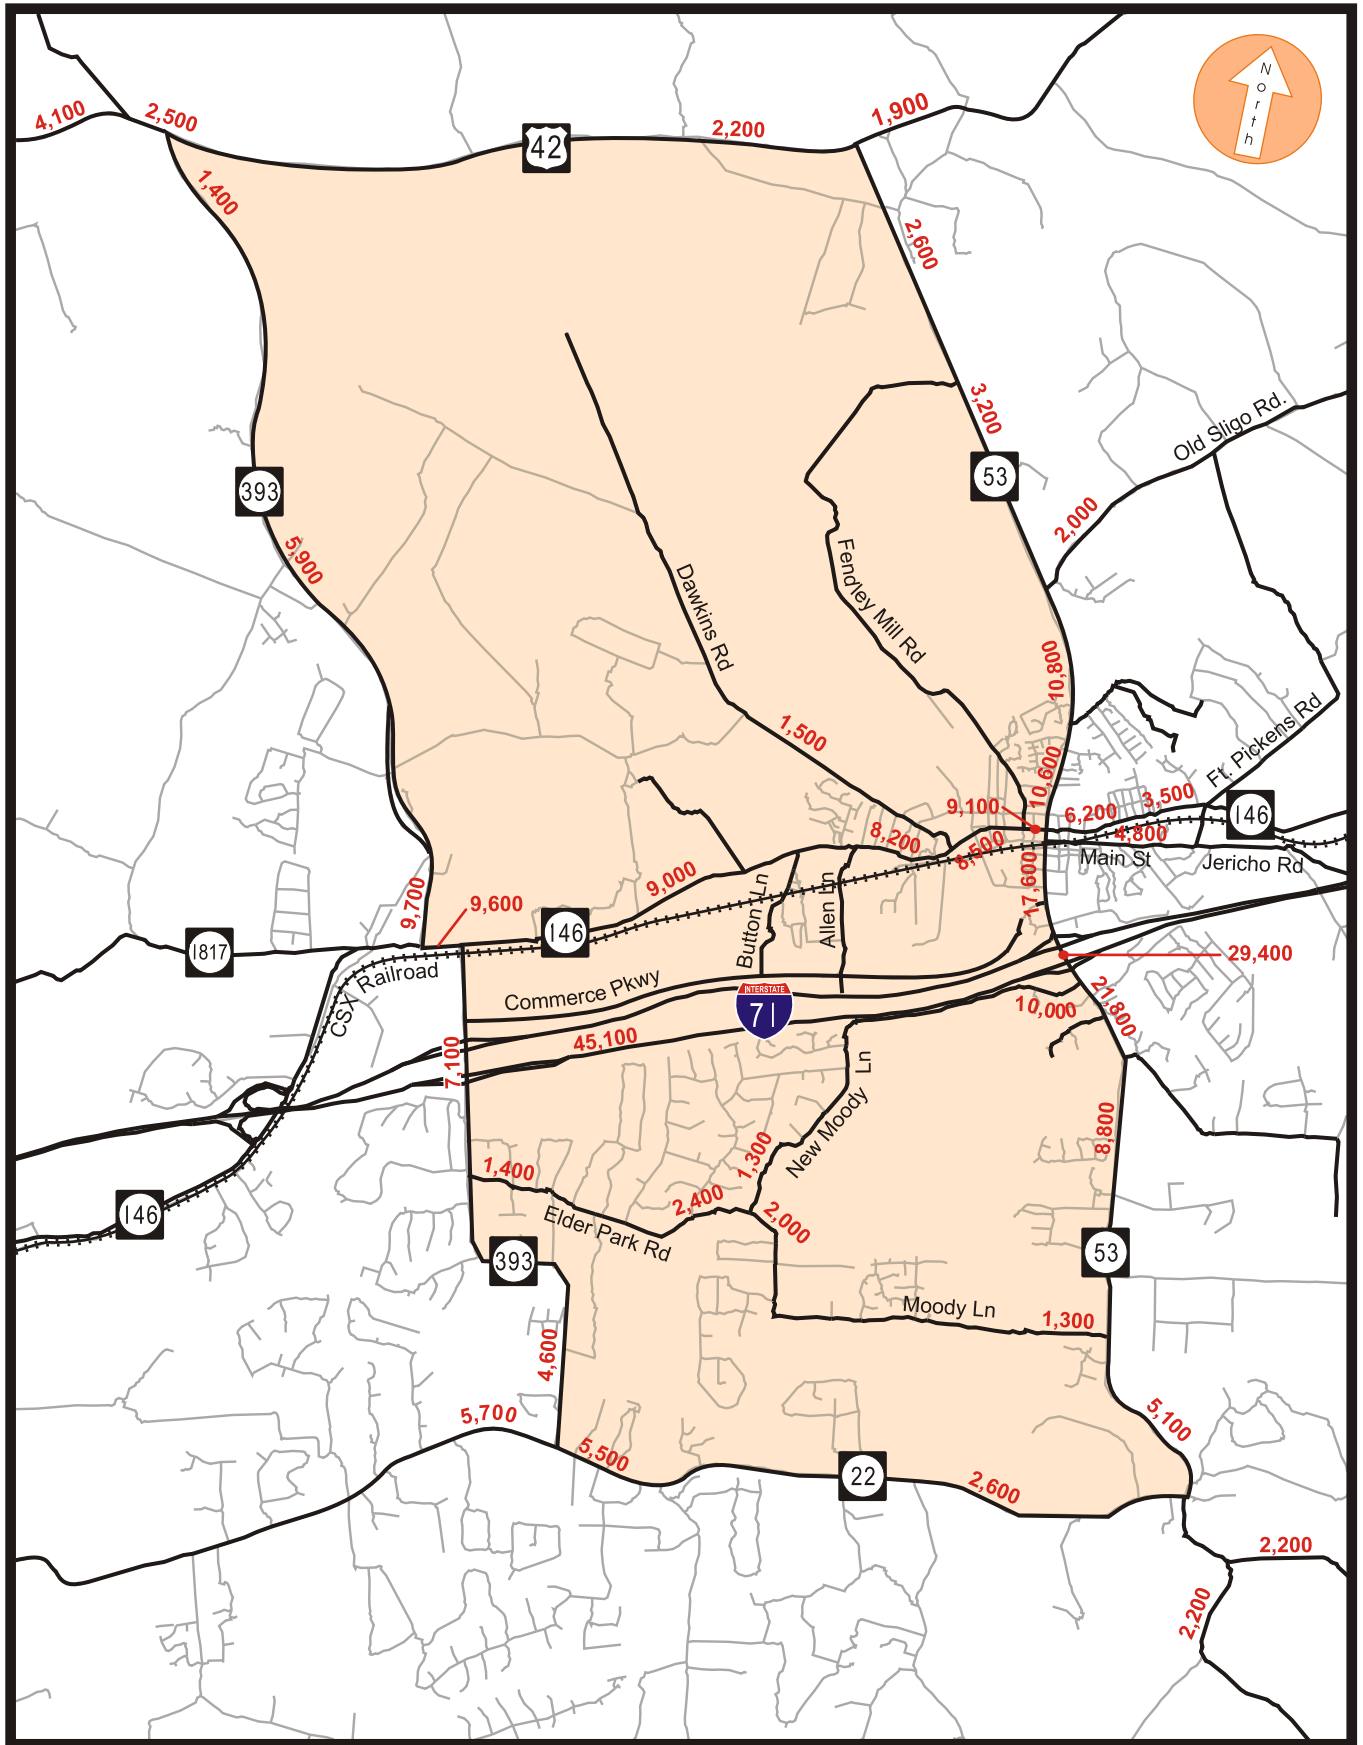 N
o
r
t
h
4,100
2,500
42
2,200
1,900
1,400
2,600
3,200
Old Sligo Rd.
393
53
2,000
5,900
Fendley Mill Rd
Dawkins Rd
10,800
Ft. Pickens Rd
1,500
10,600
9,100
6,200
3,500
146
8,200
8,500
4,800
Main St
Jericho Rd
9,000
17,600
9,700
9,600
146
Button Ln
Allen Ln
1817
29,400
CSX Railroad
Commerce Pkwy
INTERSTATE
71
10,000
21,800
45,100
7,100
New Moody Ln
8,800
1,300
1,400
2,400
2,000
146
Elder Park Rd
393
53
Moody Ln
1,300
4,600
5,700
5,500
5,100
22
2,600
2,200
2,200